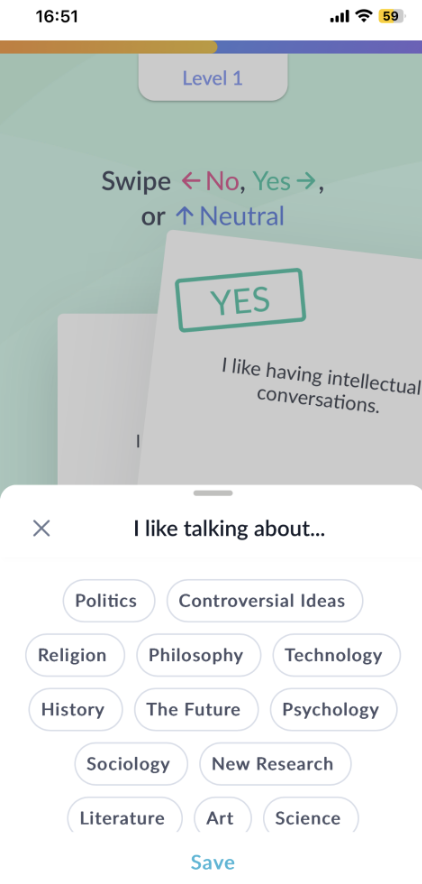 16:51
59
Level 1
Swipe ← No, Yes →,
or ↑ Neutral
YES
I like having intellectual
conversations.
I
I like talking about...
Politics
Controversial Ideas
Religion
Philosophy
Technology
History
The Future
Psychology
Sociology
New Research
Literature
Art
Science
Save